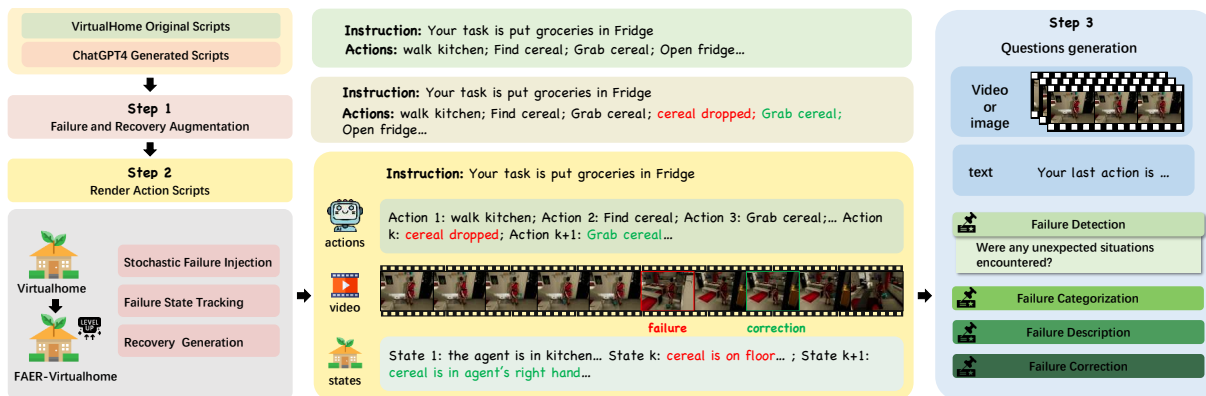 VirtualHome Original Scripts
ChatGPT4 Generated Scripts
Step 1
Failure and Recovery Augmentation
Step 2
Render Action Scripts
Virtualhome
LEVEL
UP
FAER-Virtualhome
Stochastic Failure Injection
Failure State Tracking
Recovery Generation
Instruction: Your task is put groceries in Fridge
Actions: walk kitchen; Find cereal; Grab cereal; Open fridge...
Instruction: Your task is put groceries in Fridge
Actions: walk kitchen; Find cereal; Grab cereal; cereal dropped; Grab cereal;
Open fridge...
Instruction: Your task is put groceries in Fridge
actions
Action 1: walk kitchen; Action 2: Find cereal; Action 3: Grab cereal;... Action
k: cereal dropped; Action k+1: Grab cereal...
video
failure
correction
states
State 1: the agent is in kitchen... State k: cereal is on floor... ; State k+1:
cereal is in agent's right hand...
Step 3
Questions generation
Video
or
image
text
Your last action is ...
Failure Detection
Were any unexpected situations
encountered?
Failure Categorization
Failure Description
Failure Correction